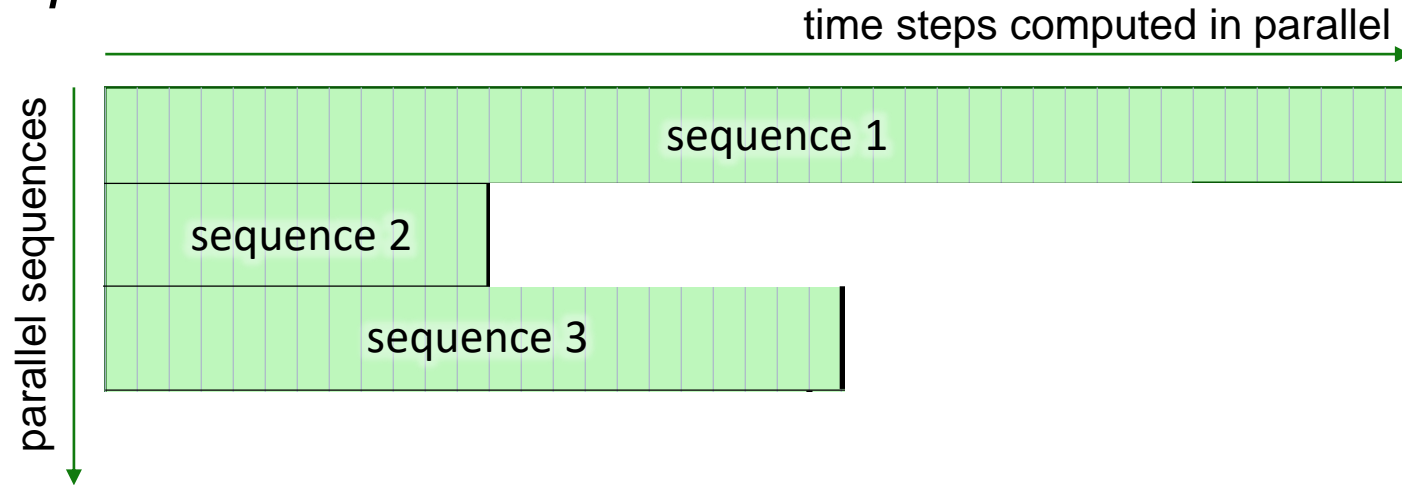 time steps computed in parallel
parallel sequences
sequence 1
sequence 2
sequence 3